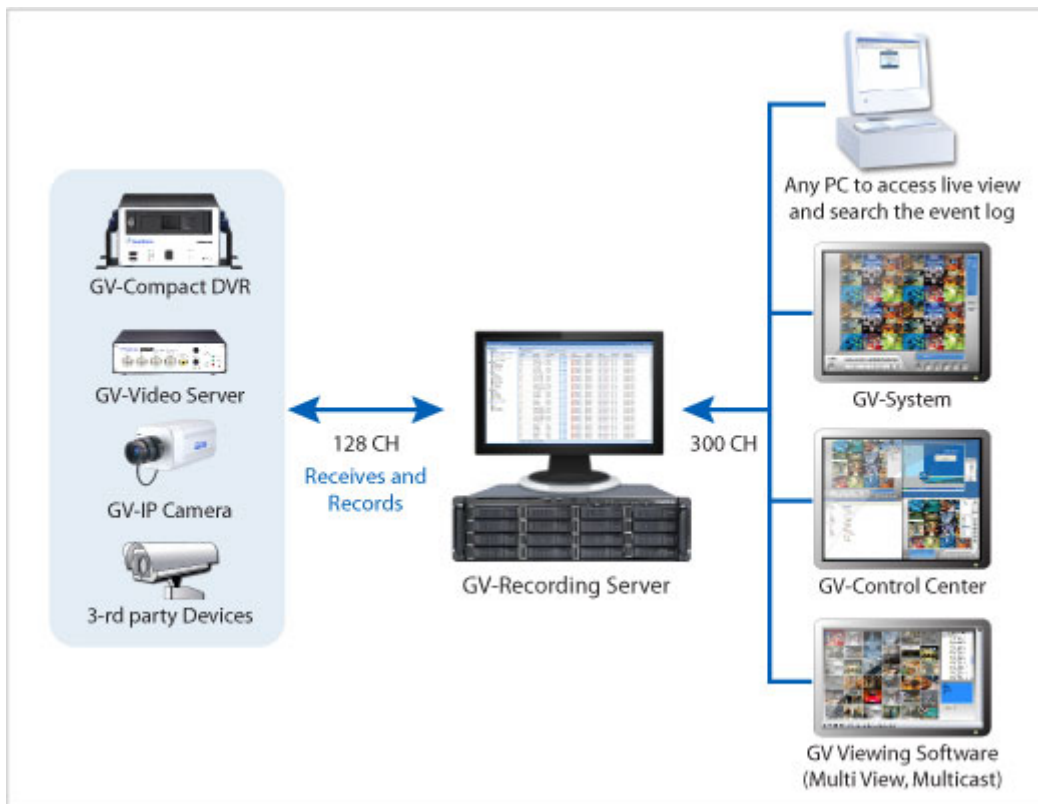 GV-Compact DVR
GV-Video Server
GV-IP Camera
3-rd party Devices
128 CH
Receives and
Records
GV-Recording Server
300 CH
Any PC to access live view
and search the event log
GV-System
GV-Control Center
GV Viewing Software
(Multi View, Multicast)